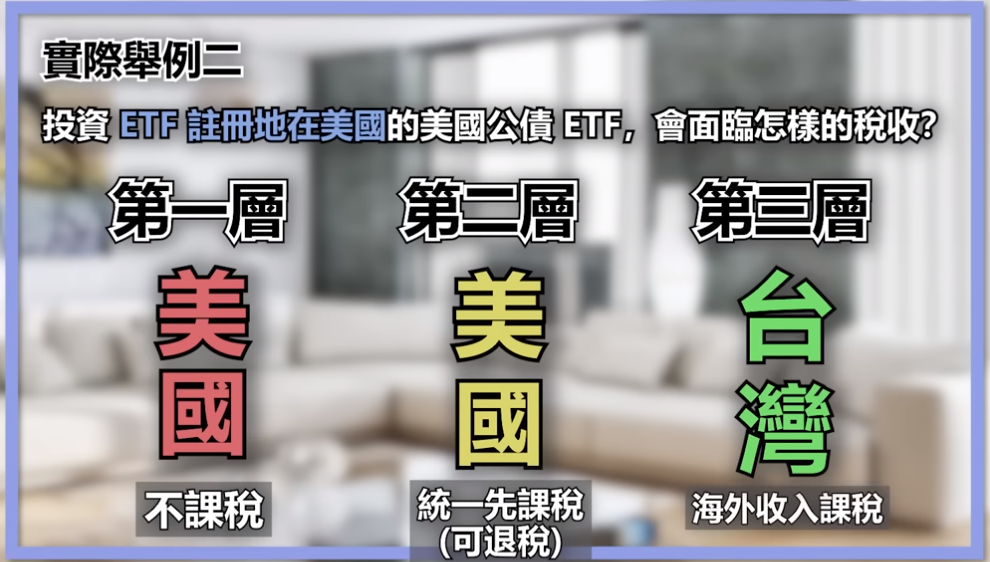 實際舉例二
投資 ETF 註冊地在美國的美國公債 ETF，會面臨怎樣的稅收？
第一層 第二層 第三層
美國 美國 台灣
不課稅 統一先課稅 海外收入課稅
(可退稅)